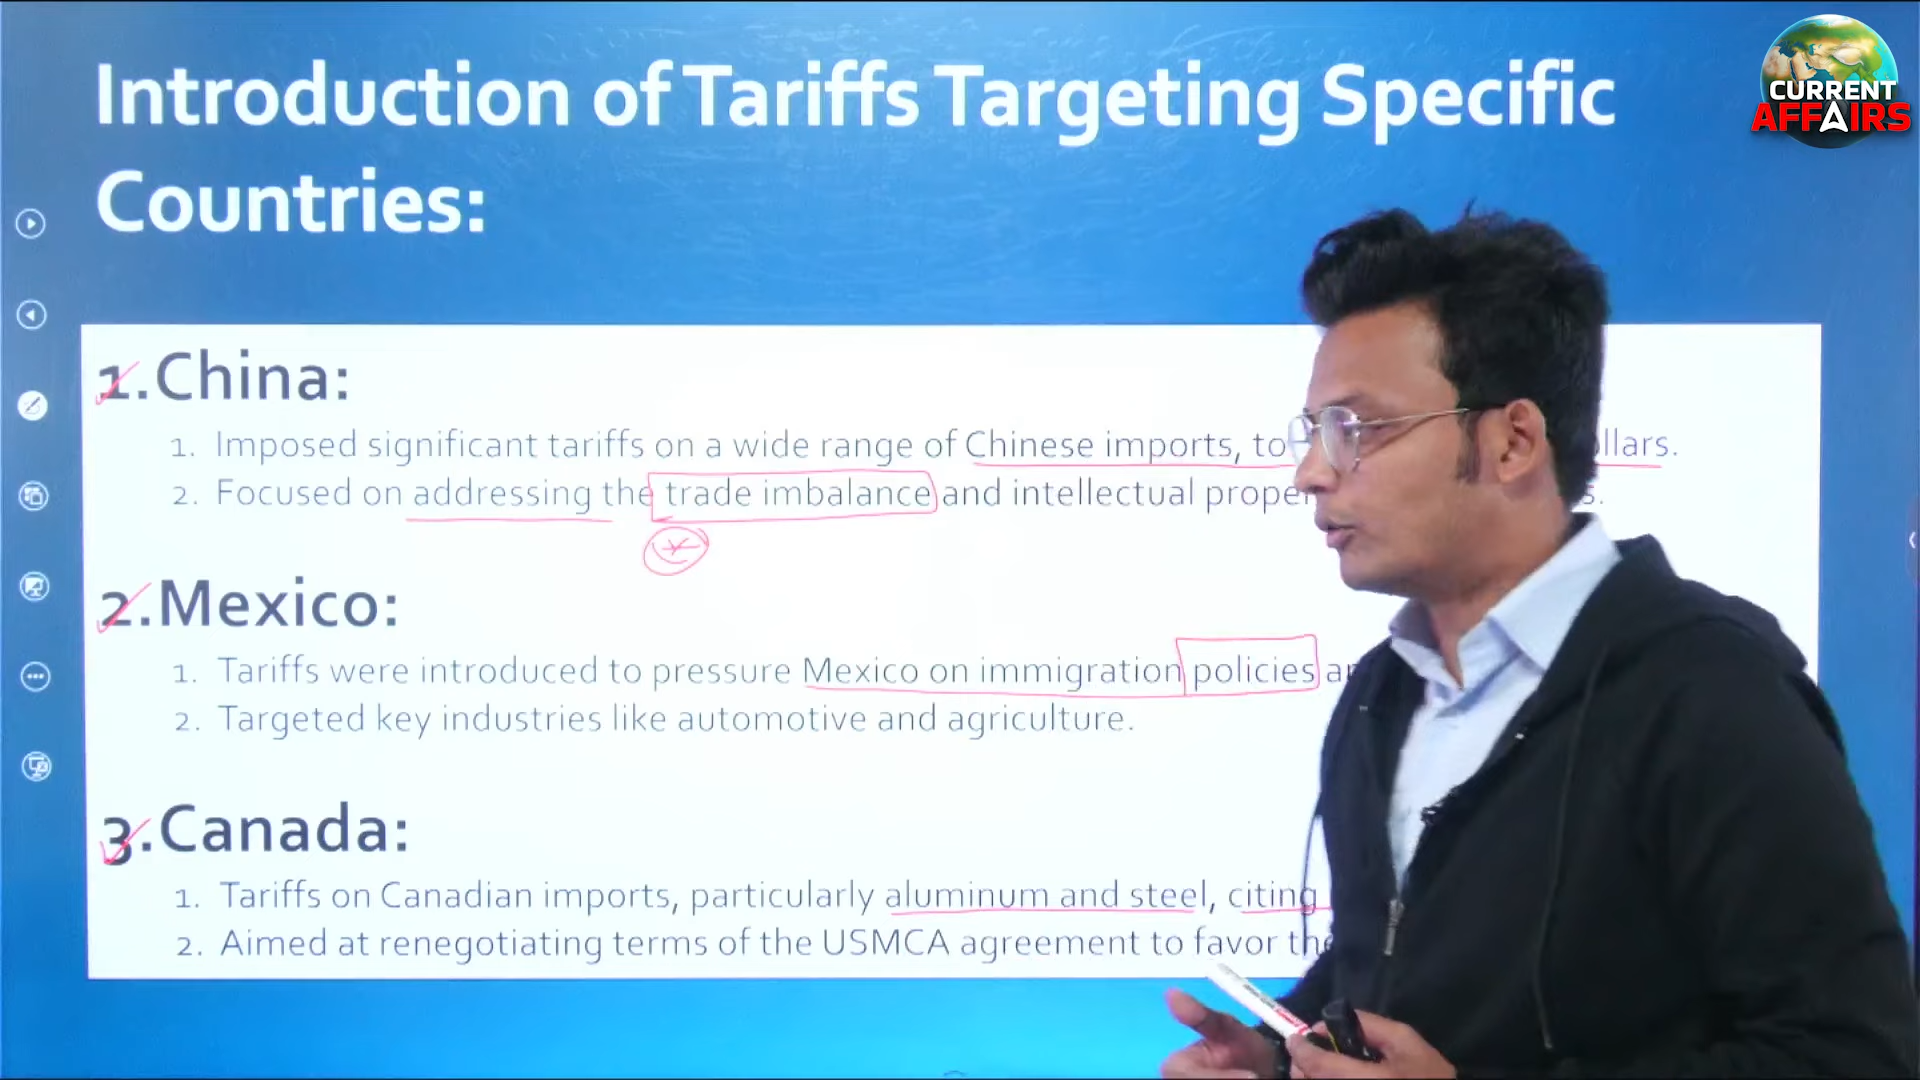 Introduction of Tariffs Targeting Specific
Countries:
CURRENT
AFFAIRS
1. China:
1. Imposed significant tariffs on a wide range of Chinese imports, to llars.
2. Focused on addressing the trade imbalance and intellectual proper s.
2. Mexico:
1. Tariffs were introduced to pressure Mexico on immigration policies
2. Targeted key industries like automotive and agriculture.
3. Canada:
1. Tariffs on Canadian imports, particularly aluminum and steel, citing
2. Aimed at renegotiating terms of the USMCA agreement to favor the